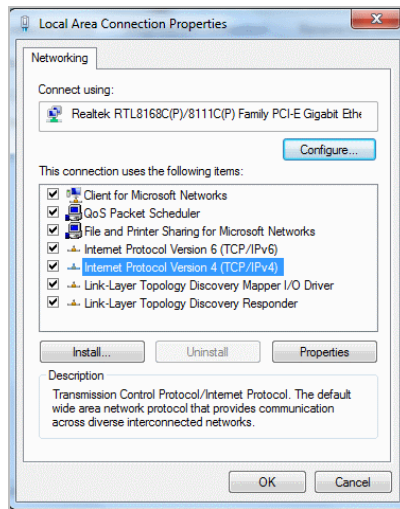 Local Area Connection Properties
Networking
Connect using:
Realtek RTL8168C(P)/8111C(P) Family PCI-E Gigabit Ethe
Configure...
This connection uses the following items:
Client for Microsoft Networks
QoS Packet Scheduler
File and Printer Sharing for Microsoft Networks
Internet Protocol Version 6 (TCP/IPv6)
Internet Protocol Version 4 (TCP/IPv4)
Link-Layer Topology Discovery Mapper I/O Driver
Link-Layer Topology Discovery Responder
Install...
Uninstall
Properties
Description
Transmission Control Protocol/Internet Protocol. The default
wide area network protocol that provides communication
across diverse interconnected networks.
OK
Cancel